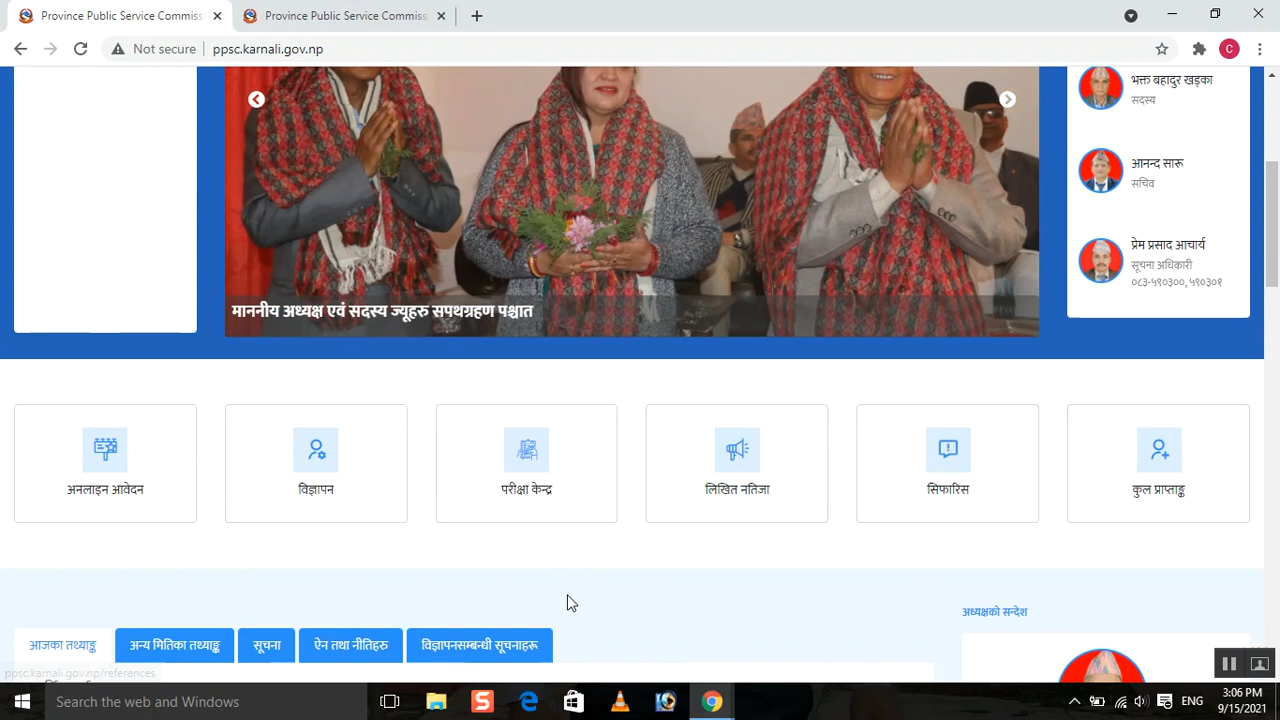 Province Public Service Commiss
Province Public Service Commiss
Not secure
ppsc.karnali.gov.np
C
भक्त बहादुर खड्का
सदस्य
आनन्द सारू
सचिव
प्रेम प्रसाद आचार्य
सूचना अधिकारी
०८३-५९०३००, ५९०३०१
माननीय अध्यक्ष एवं सदस्य ज्यूहरु सपथग्रहण पश्चात
अनलाइन आवेदन
विज्ञापन
परीक्षा केन्द्र
लिखित नतिजा
सिफारिस
कुल प्राप्ताङ्क
अध्यक्षको सन्देश
आजका तथ्याङ्क
अन्य मितिका तथ्याङ्क
सूचना
ऐन तथा नीतिहरु
विज्ञापनसम्बन्धी सूचनाहरू
ppsc.karnali.gov.np/references
Search the web and Windows
ENG
3:06 PM
9/15/2021